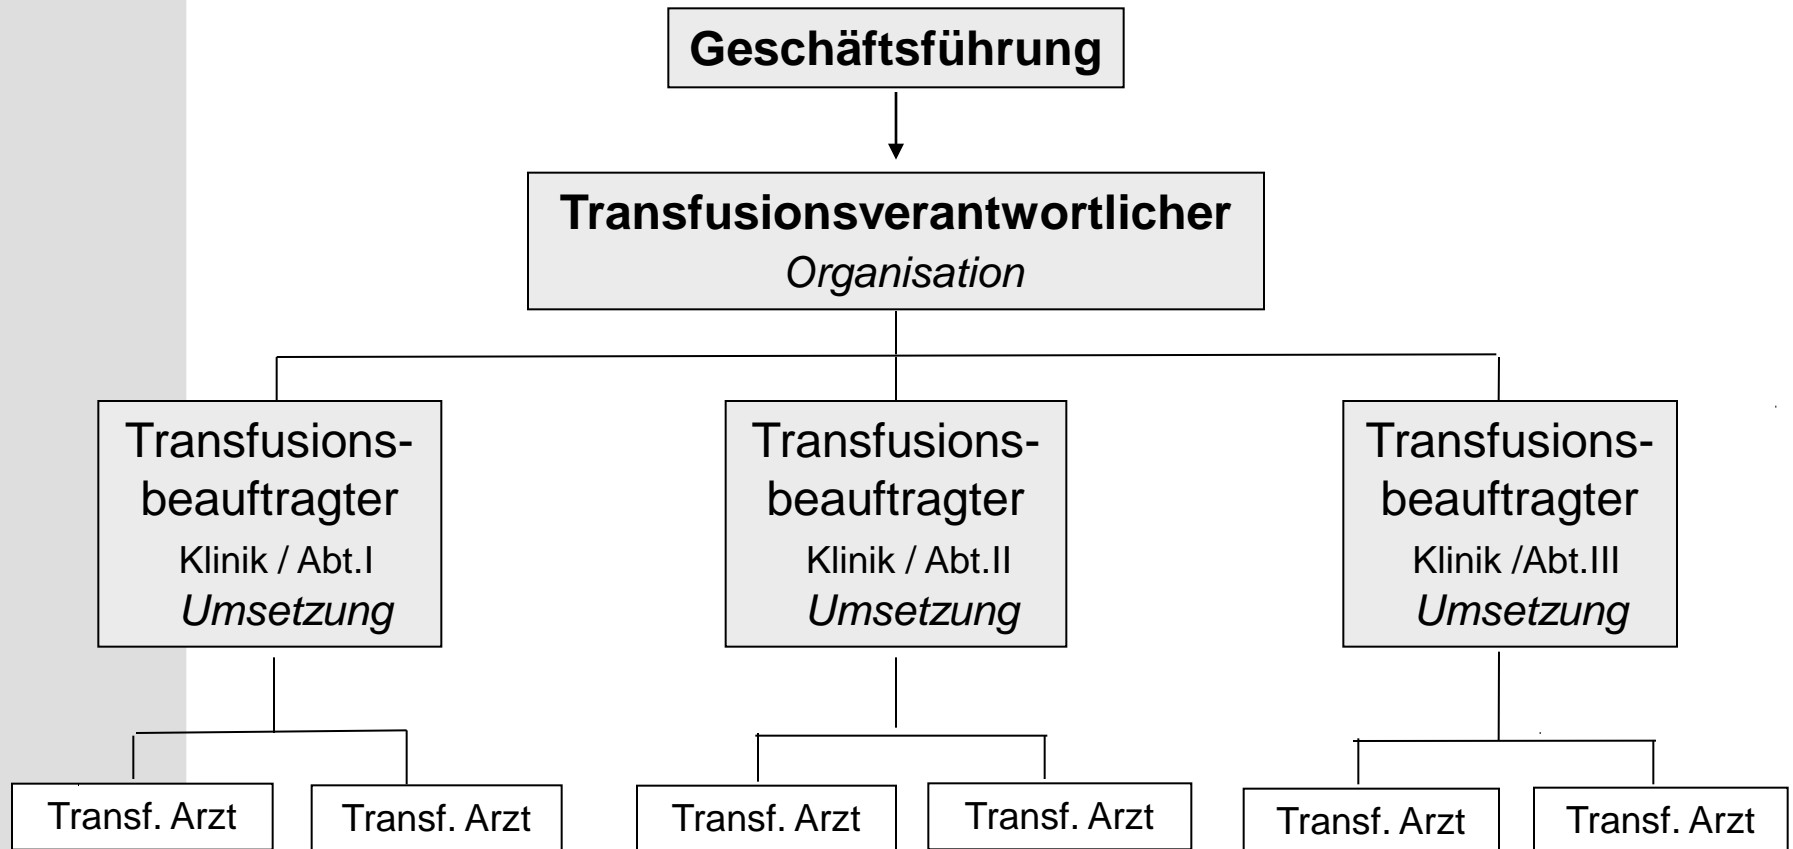 Geschäftsführung
Transfusionsverantwortlicher
Organisation
Transfusions-
beauftragter
Klinik / Abt.I
Umsetzung
Transfusions-
beauftragter
Klinik / Abt.II
Umsetzung
Transfusions-
beauftragter
Klinik /Abt.III
Umsetzung
Transf. Arzt
Transf. Arzt
Transf. Arzt
Transf. Arzt
Transf. Arzt
Transf. Arzt